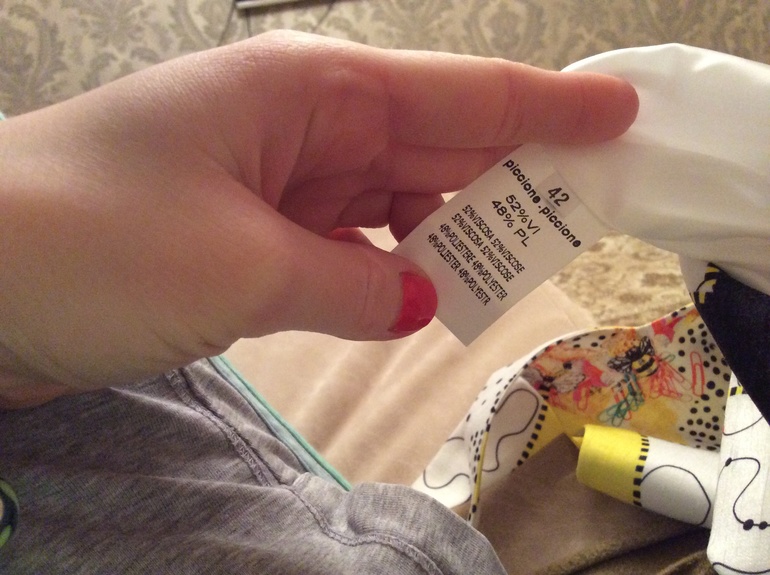 42
piccione.piccione
52%VI
48% PL
52%VISCOSA 52%VISCOSE
52%VISCOSA 52%VISCOSE
48%POLIESTERE 48%POLYESTER
48%POLIESTER 48%POLYESTR